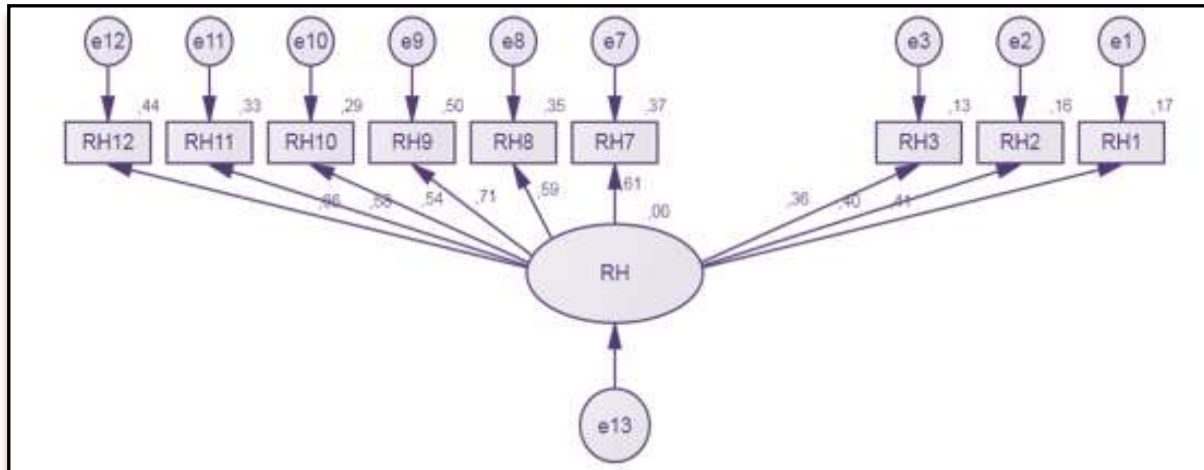 e12 e11 e10 e9 e8 e7 e3 e2 e1
,44 ,33 ,29 ,50 ,35 ,37 ,13 ,16 ,17
RH12 RH11 RH10 RH9 RH8 RH7 RH3 RH2 RH1
,54 ,71 ,59 ,61 ,36 ,40 ,41
,00
RH
e13